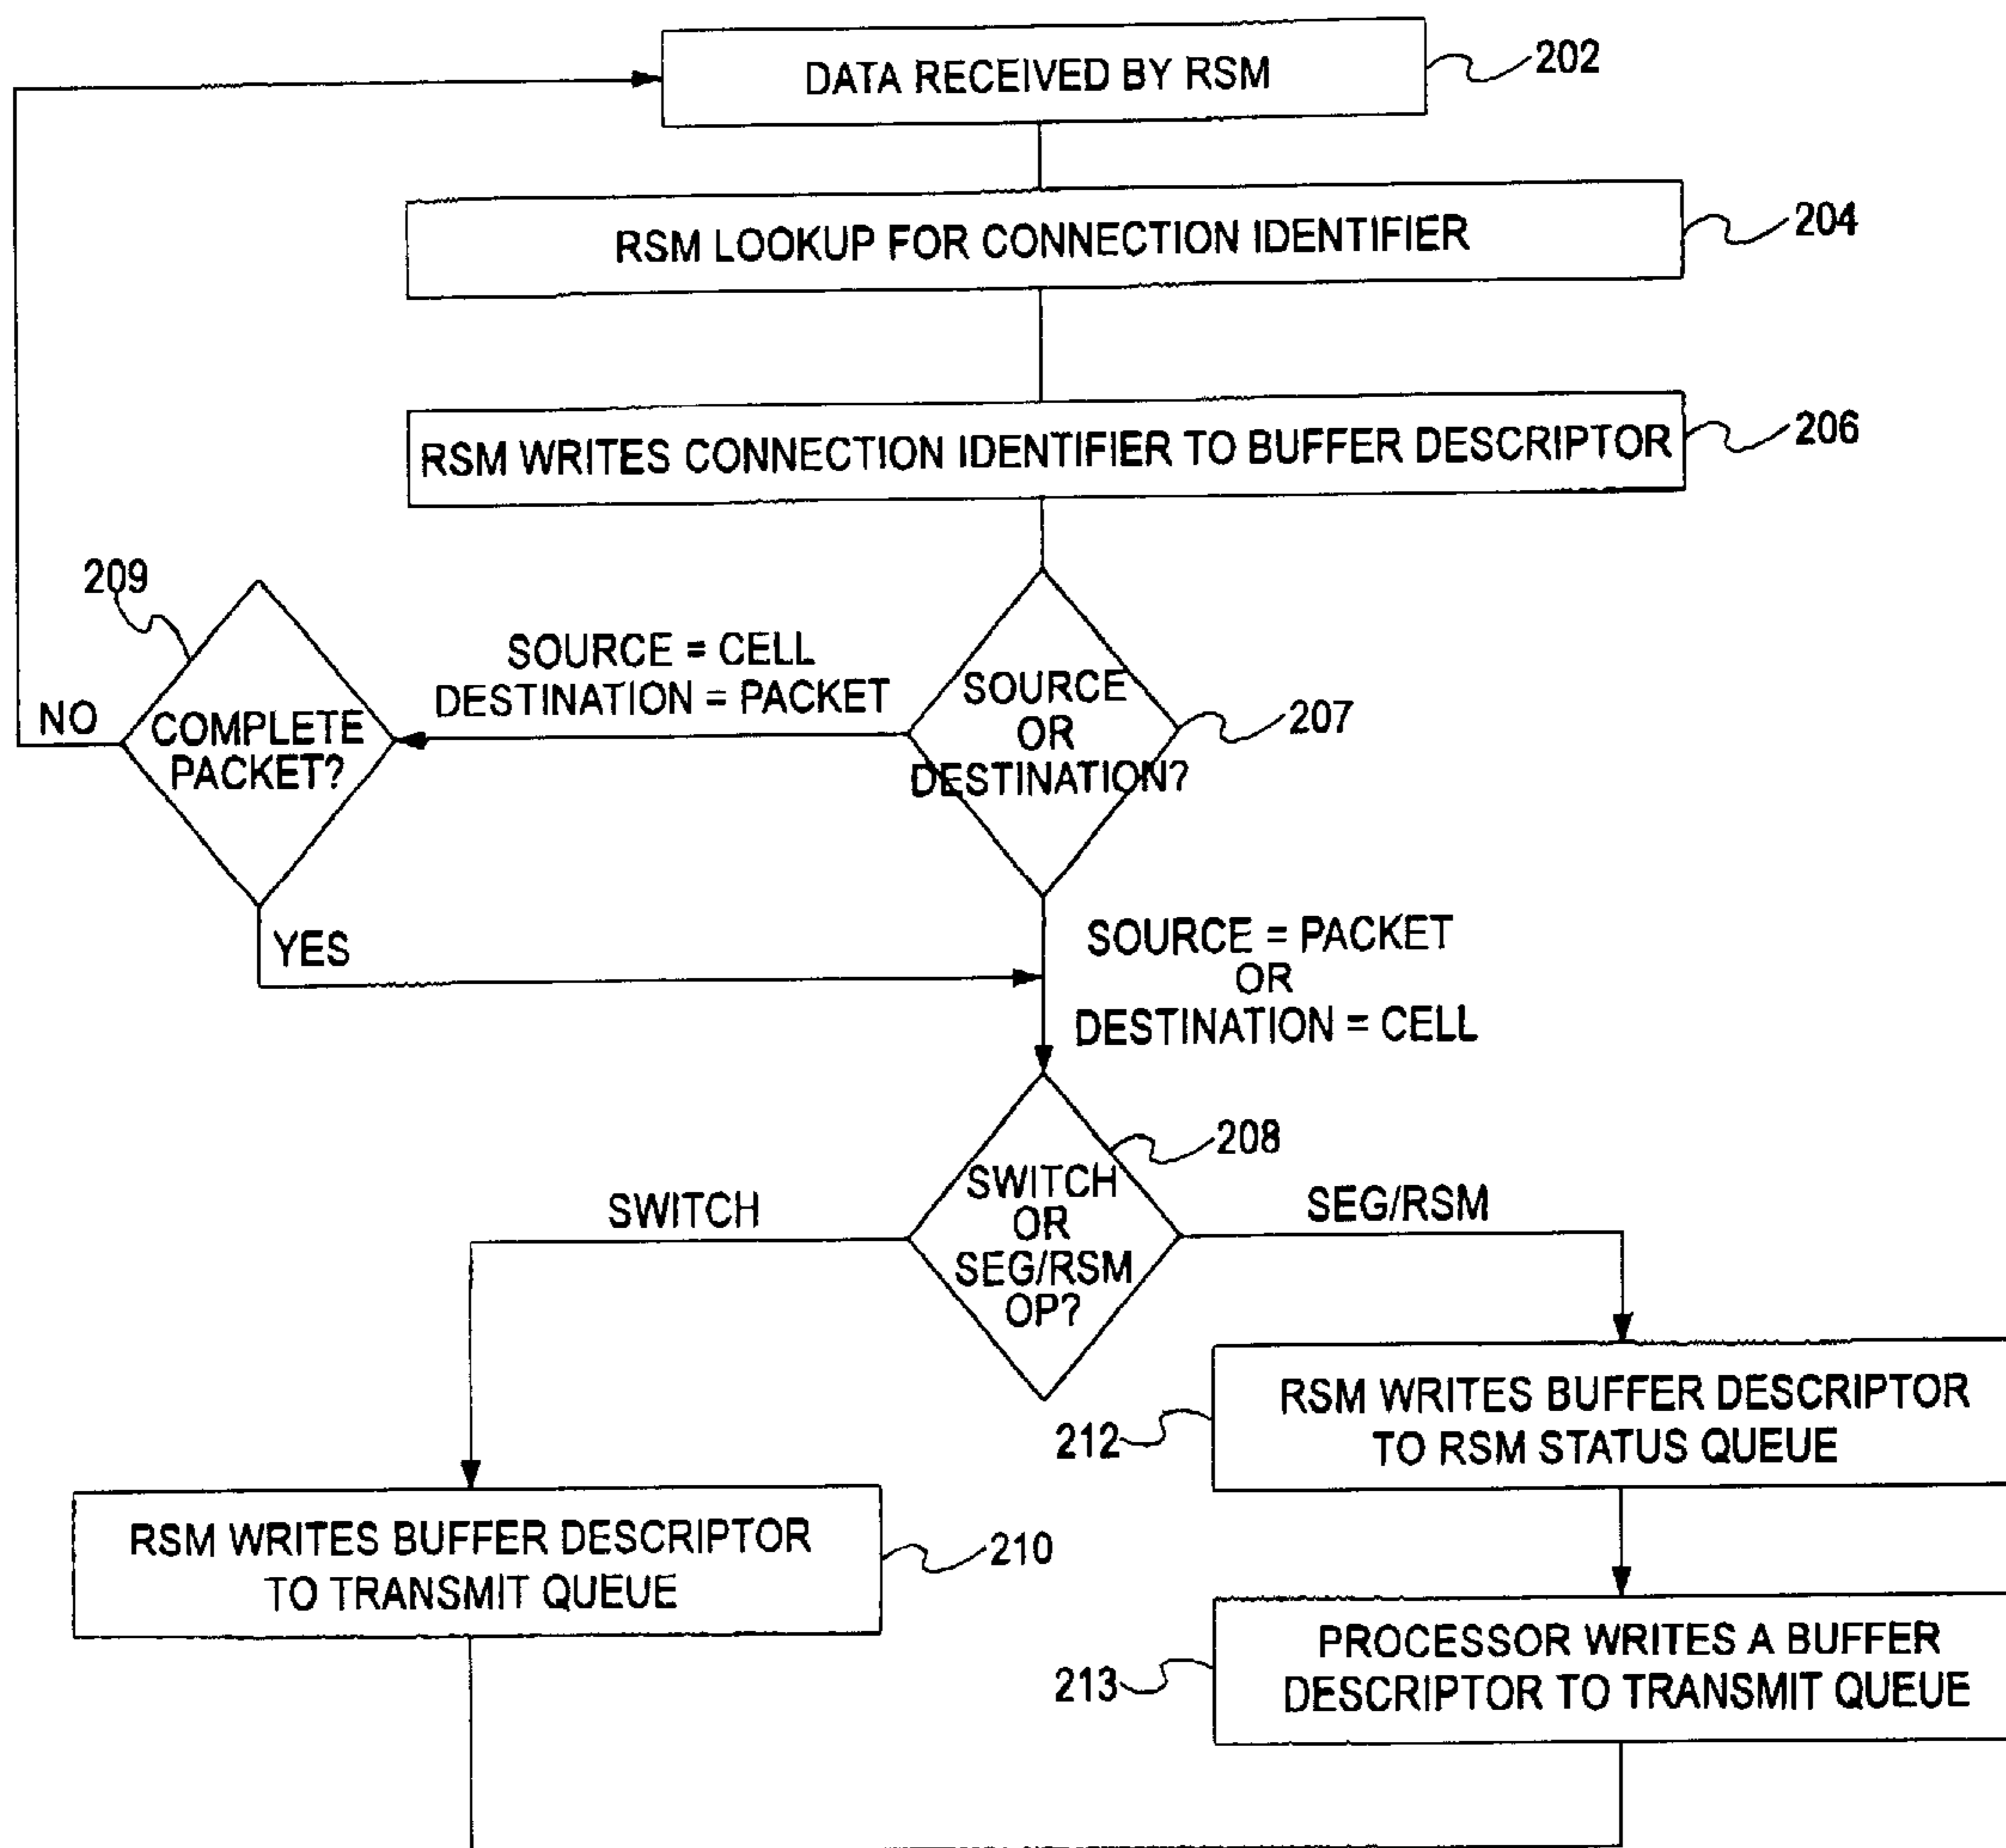 DATA RECEIVED BY RSM
202
RSM LOOKUP FOR CONNECTION IDENTIFIER
204
RSM WRITES CONNECTION IDENTIFIER TO BUFFER DESCRIPTOR
206
209
SOURCE = CELL
DESTINATION = PACKET
SOURCE
OR
DESTINATION?
207
NO
COMPLETE
PACKET?
YES
SOURCE = PACKET
OR
DESTINATION = CELL
208
SWITCH
SWITCH
OR
SEG/RSM
OP?
SEG/RSM
RSM WRITES BUFFER DESCRIPTOR
TO RSM STATUS QUEUE
212
RSM WRITES BUFFER DESCRIPTOR
TO TRANSMIT QUEUE
210
PROCESSOR WRITES A BUFFER
DESCRIPTOR TO TRANSMIT QUEUE
213